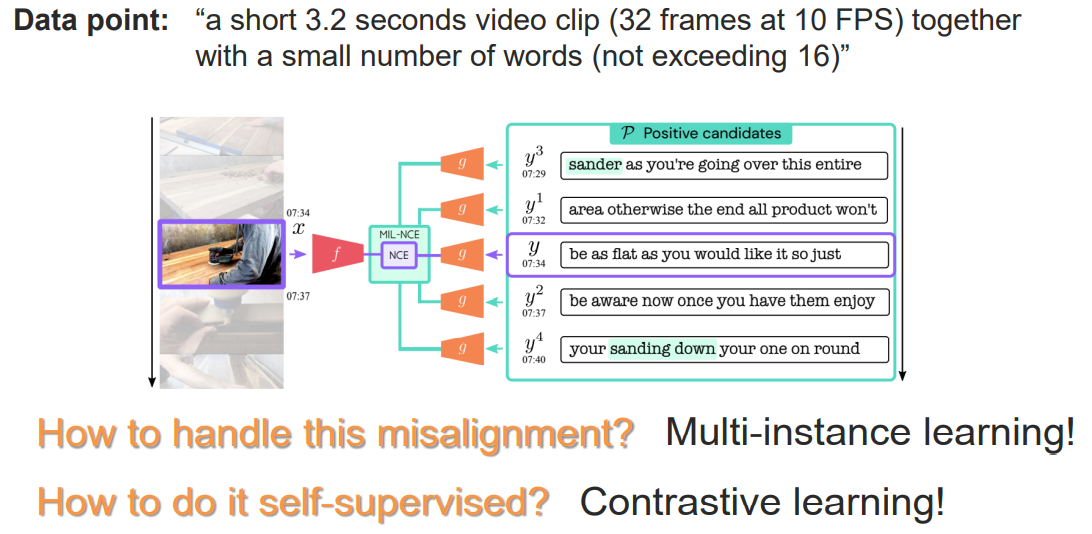 Data point: “a short 3.2 seconds video clip (32 frames at 10 FPS) together
with a small number of words (not exceeding 16)”
𝒫 Positive candidates
y³ 07:29 sander as you're going over this entire
y¹ 07:32 area otherwise the end all product won't
y 07:34 be as flat as you would like it so just
y² 07:37 be aware now once you have them enjoy
y⁴ 07:40 your sanding down your one on round
07:34
x
07:37
f
MIL-NCE
NCE
g
g
g
g
g
How to handle this misalignment? Multi-instance learning!
How to do it self-supervised? Contrastive learning!